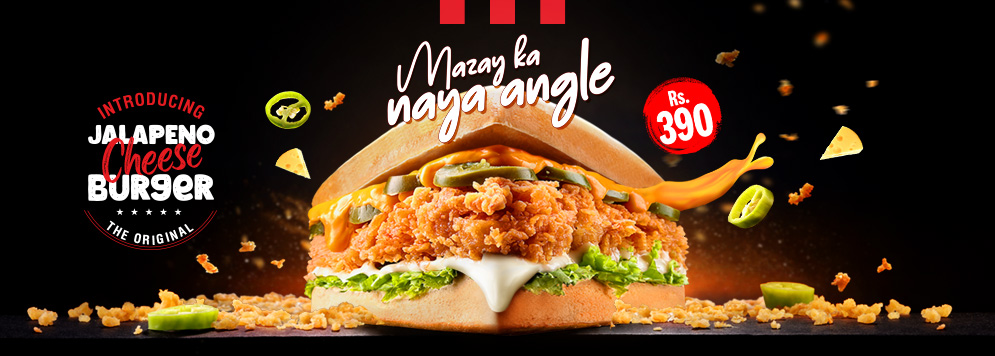 Mazay ka
naya angle
INTRODUCING
JALAPENO
Cheese
BURGER
THE ORIGINAL
Rs.
390